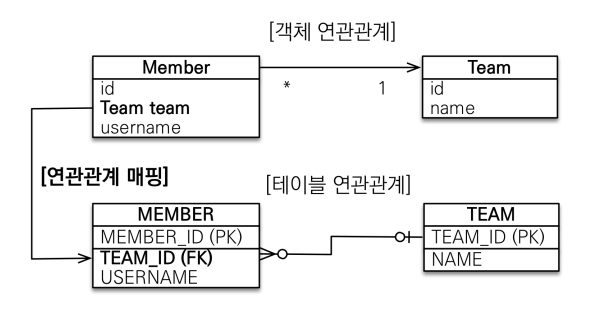 [객체 연관관계]
Member
Team
id
Team team
username
*
1
id
name
[연관관계 매핑]
[테이블 연관관계]
MEMBER
MEMBER_ID (PK)
TEAM_ID (FK)
USERNAME
TEAM
TEAM_ID (PK)
NAME